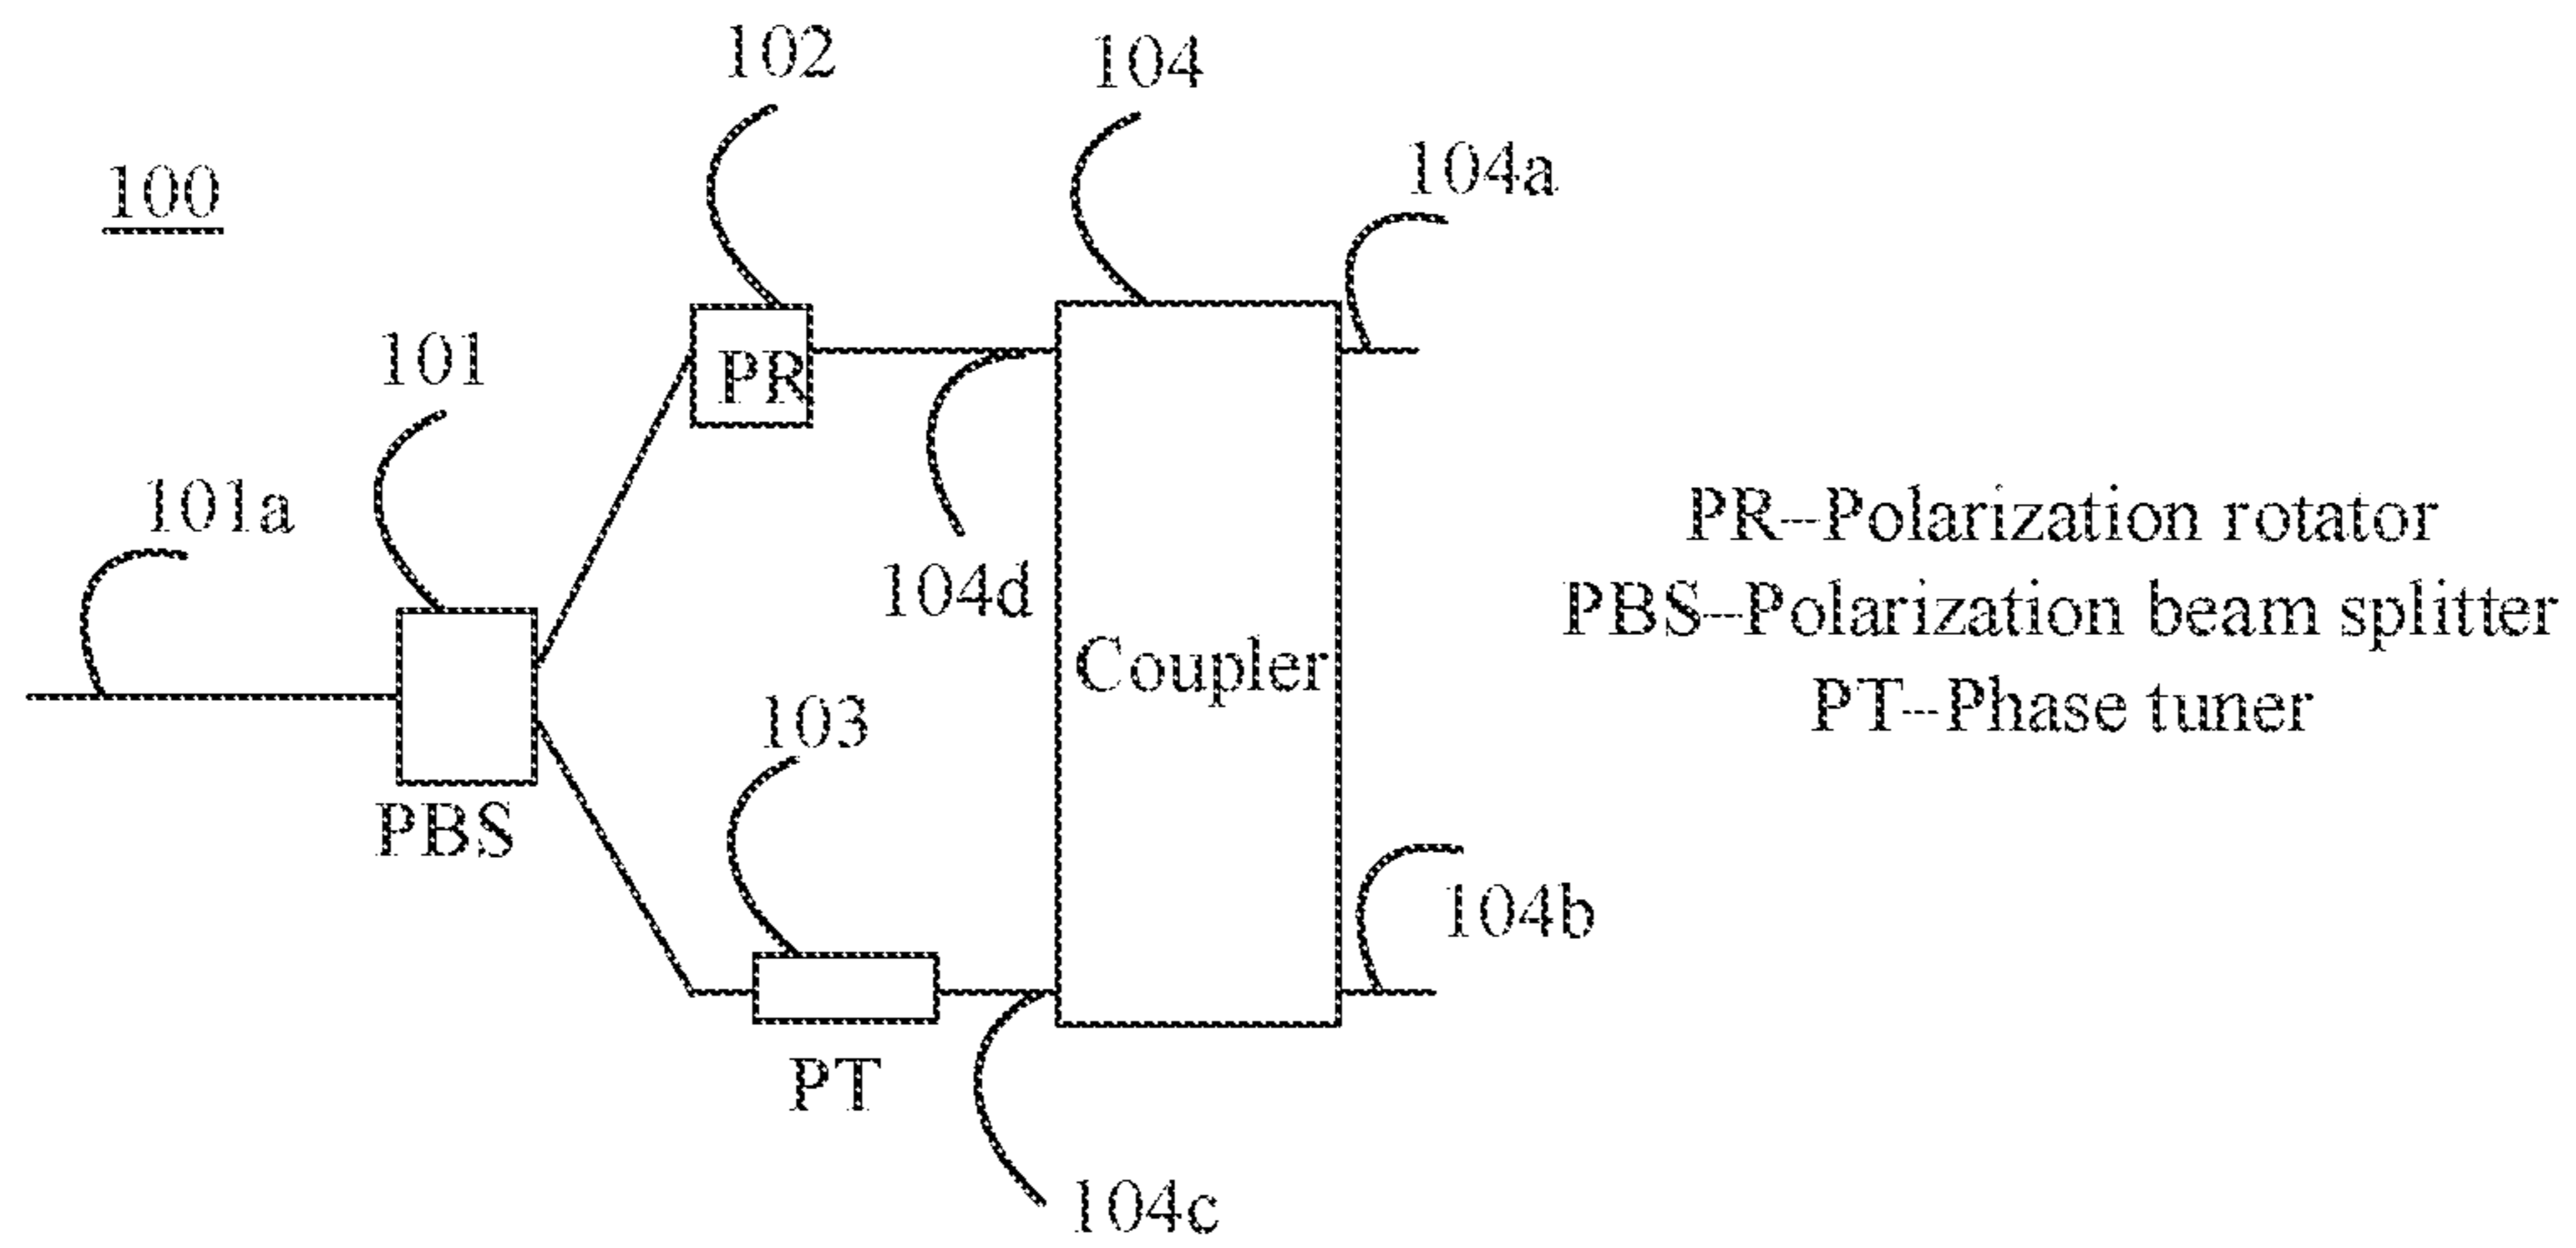 102
104
104a
100
101
PR
101a
PR---Polarization rotator
104d
PBS---Polarization beam splitter
Coupler
PT---Phase tuner
103
PBS
104b
PT
104c